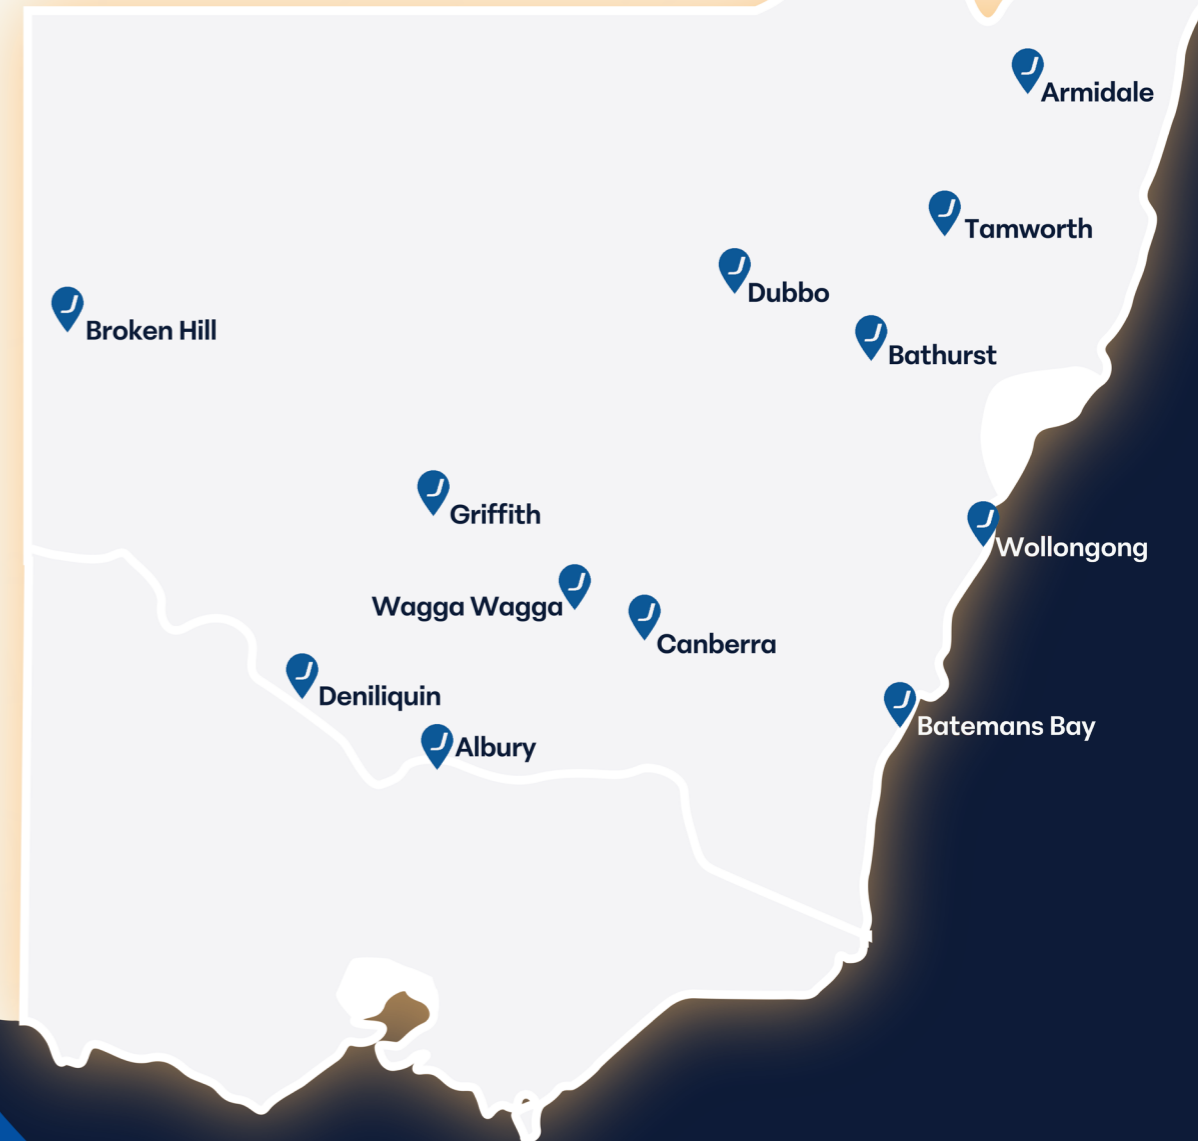 Armidale
Tamworth
Dubbo
Broken Hill
Bathurst
Griffith
Wollongong
Wagga Wagga
Canberra
Deniliquin
Batemans Bay
Albury